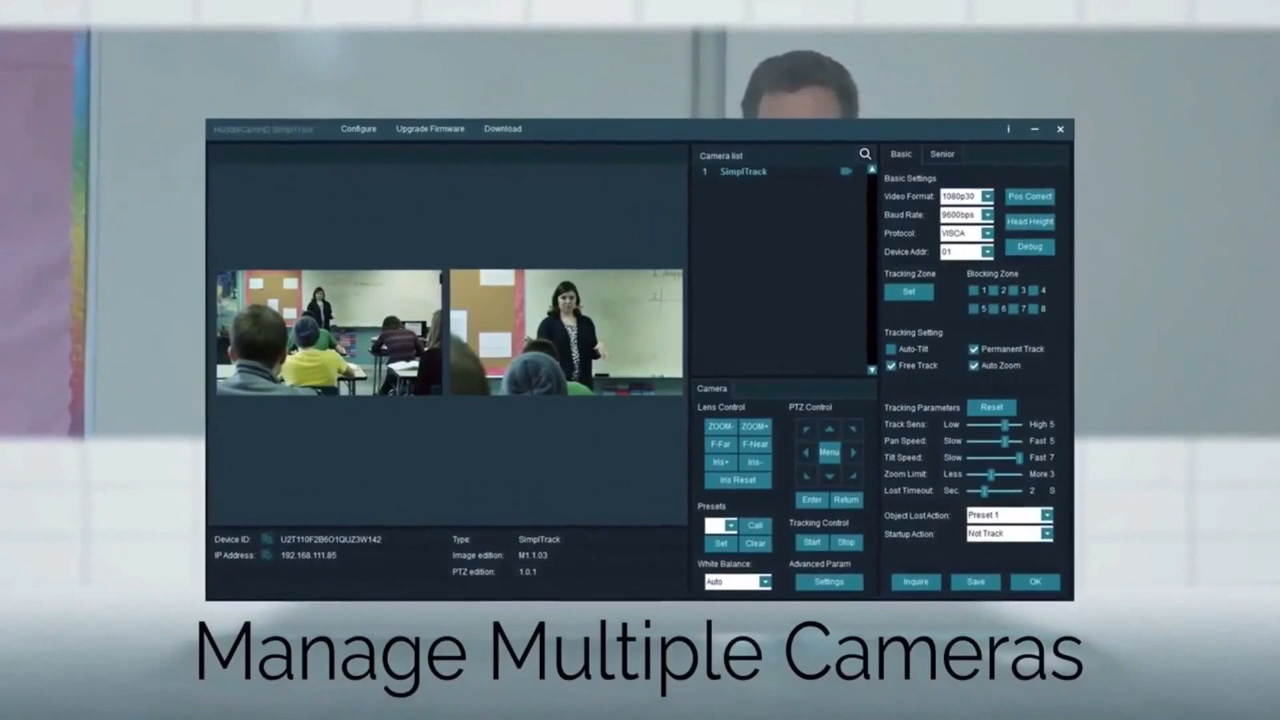 HuddleCamHD SimplTrack Configure Upgrade Firmware Download
Camera list
1 SimplTrack
Basic Senior
Basic Settings
Video Format: 1080p30 Pos Correct
Baud Rate: 9600bps Head Height
Protocol: VISCA
Device Addr: 01 Debug
Tracking Zone Blocking Zone
Set 1 2 3 4
5 6 7 8
Tracking Setting
Auto-Tilt Permanent Track
Free Track Auto Zoom
Tracking Parameters Reset
Track Sens: Low High 5
Pan Speed: Slow Fast 5
Tilt Speed: Slow Fast 7
Zoom Limit: Less More 3
Lost Timeout: Sec. 2 S
Object Lost Action: Preset 1
Startup Action: Not Track
Inquire Save OK
Camera
Lens Control
ZOOM- ZOOM+
F-Far F-Near
Iris+ Iris-
Iris Reset
Presets
Call
Set Clear
White Balance:
Auto
PTZ Control
Menu
Enter Return
Tracking Control
Start Stop
Advanced Param
Settings
Device ID: U2T110F2B6O1QUZ3W142
IP Address: 192.168.111.85
Type: SimplTrack
Image edition: M1.1.03
PTZ edition: 1.0.1
Manage Multiple Cameras